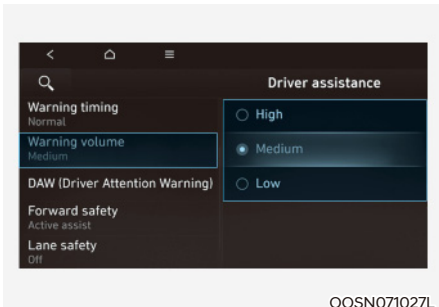 Driver assistance
Warning timing
Normal
Warning volume
Medium
DAW (Driver Attention Warning)
Forward safety
Active assist
Lane safety
Off
High
Medium
Low
OOSN071027L